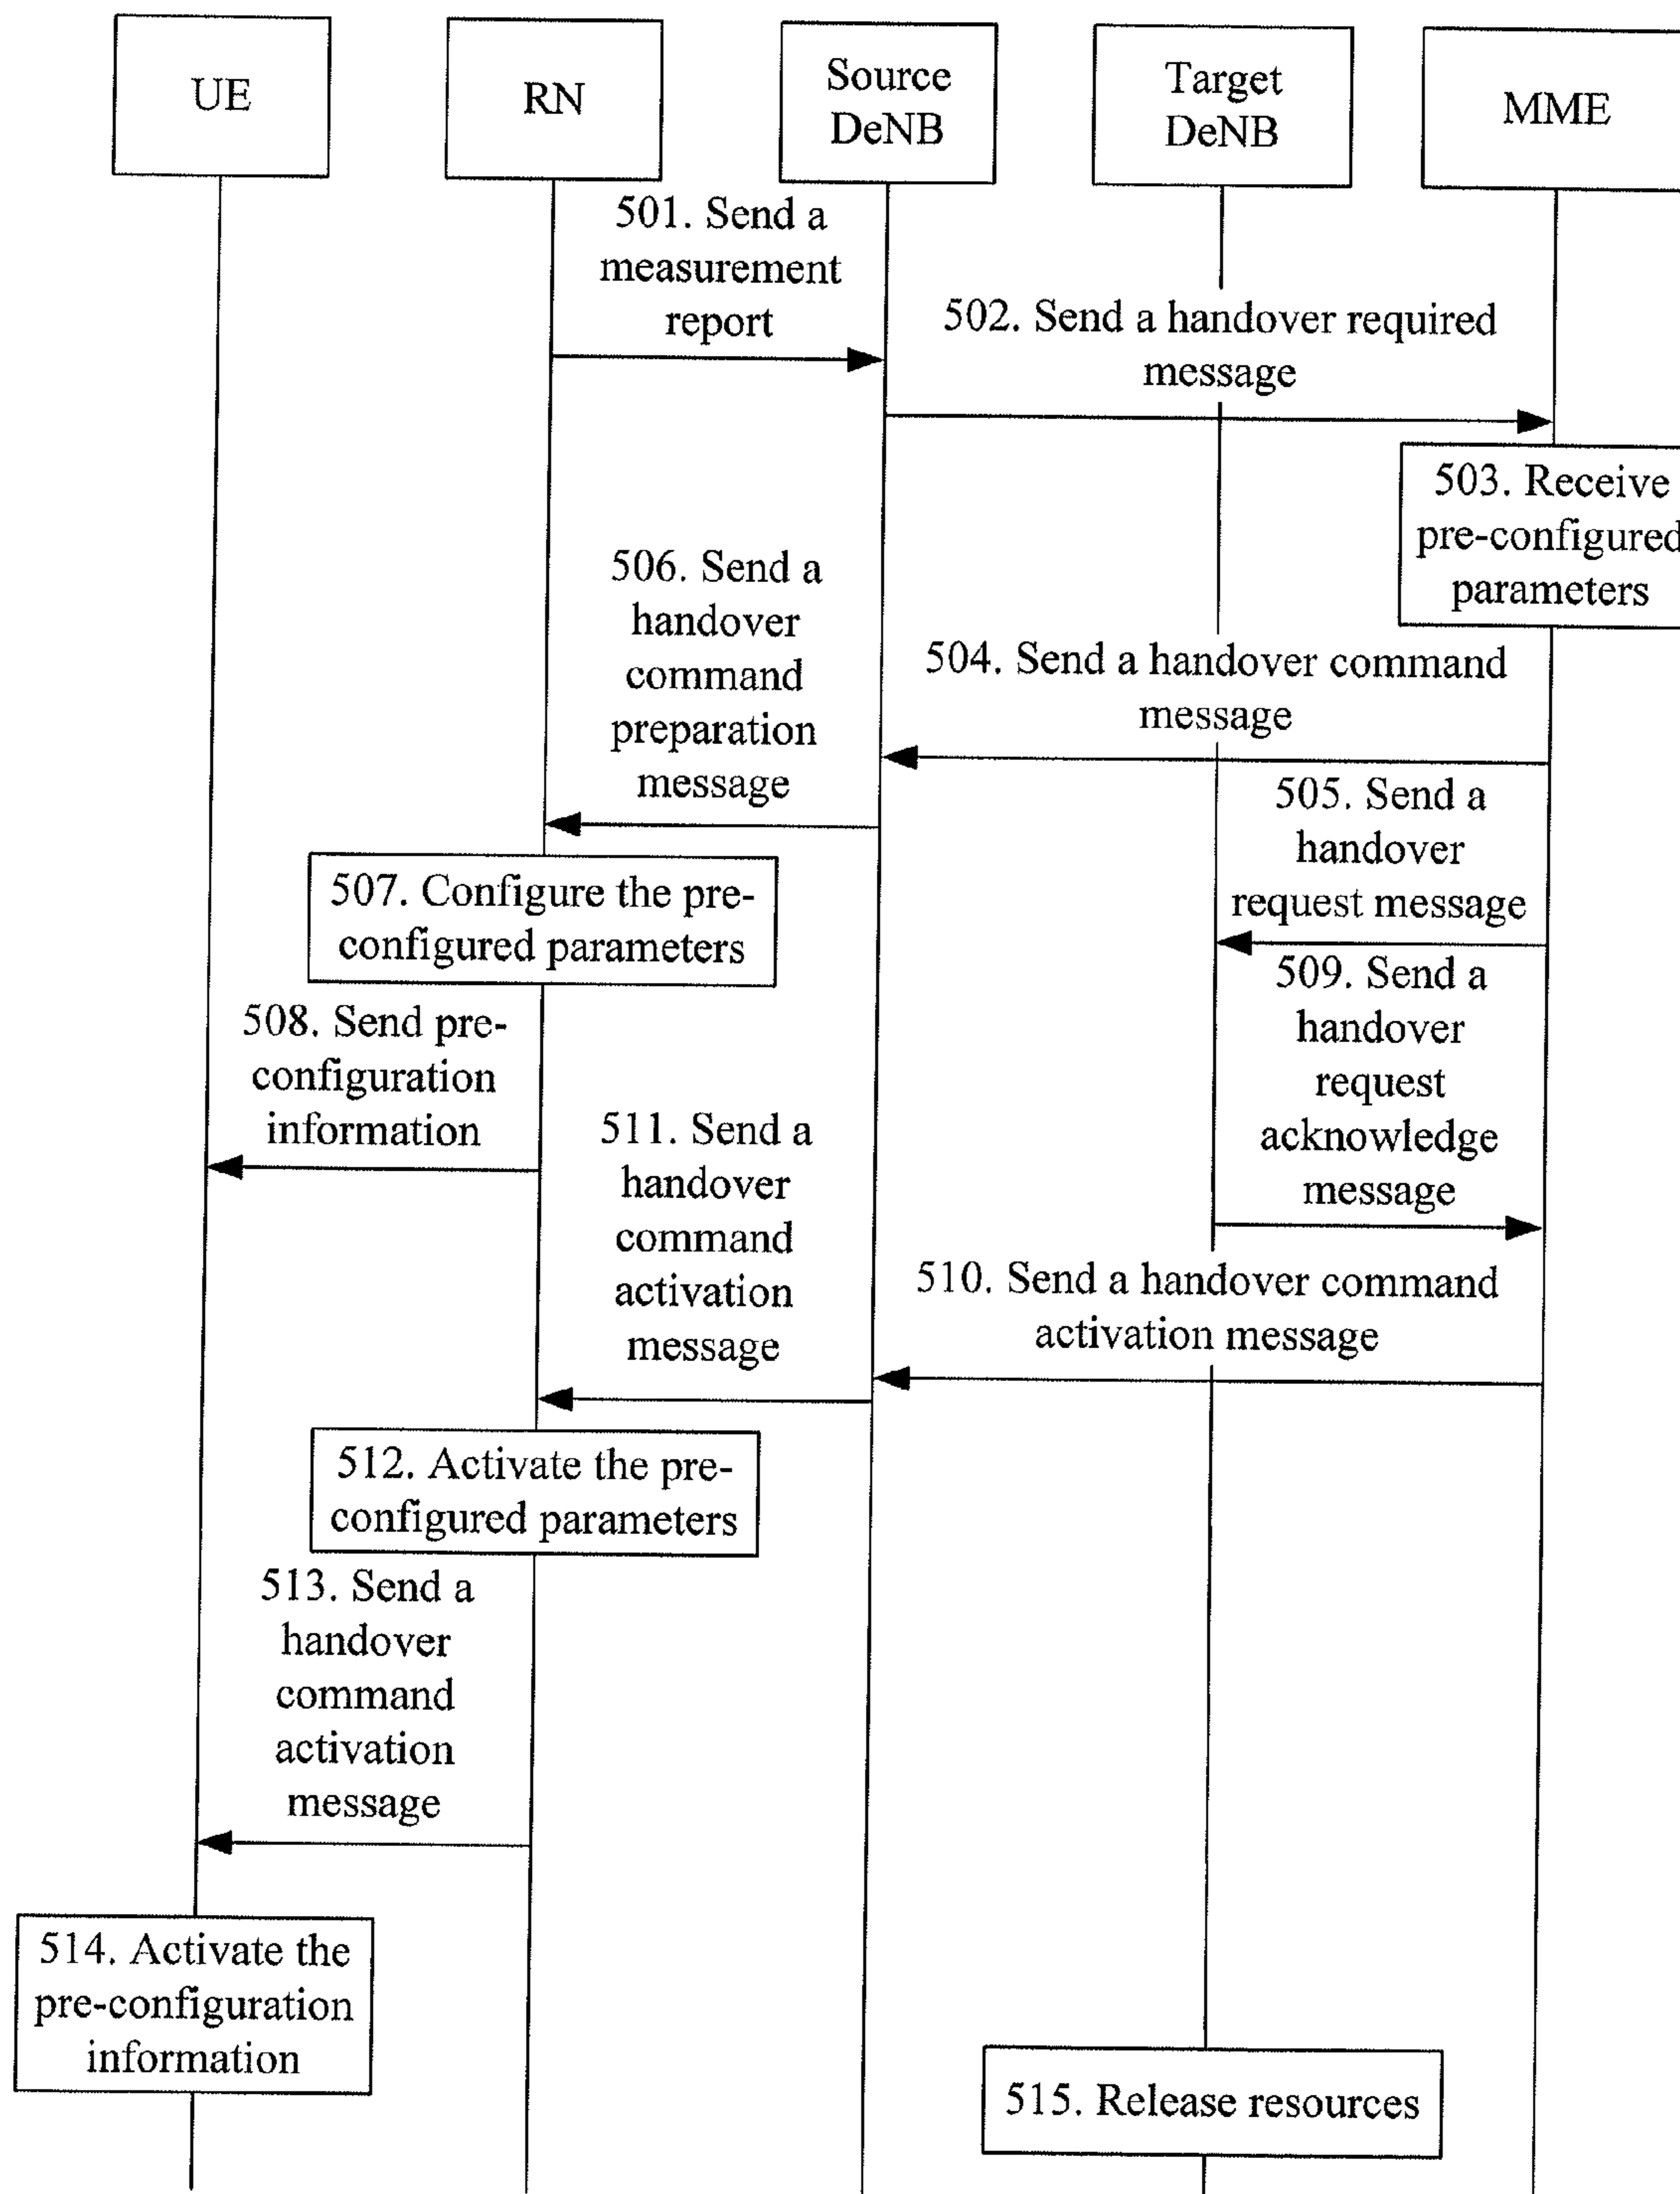 UE
RN
Source
DeNB
Target
DeNB
MME
501. Send a
measurement
report
502. Send a handover required
message
503. Receive
pre-configured
parameters
504. Send a handover command
message
505. Send a
handover
request message
506. Send a
handover
command
preparation
message
507. Configure the pre-
configured parameters
508. Send pre-
configuration
information
509. Send a
handover
request
acknowledge
message
510. Send a handover command
activation message
511. Send a
handover
command
activation
message
512. Activate the pre-
configured parameters
513. Send a
handover
command
activation
message
514. Activate the
pre-configuration
information
515. Release resources